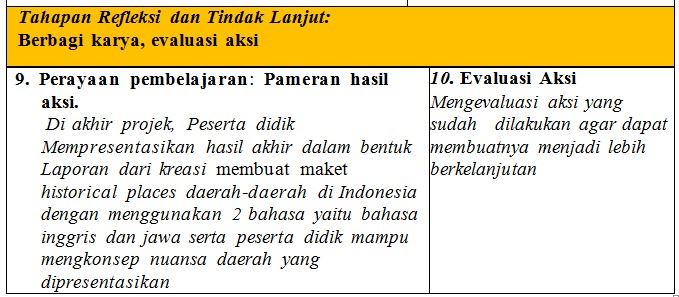 Tahapan Refleksi dan Tindak Lanjut:
Berbagi karya, evaluasi aksi
9. Perayaan pembelajaran: Pameran hasil
aksi.
Di akhir projek, Peserta didik
Mempresentasikan hasil akhir dalam bentuk
Laporan dari kreasi membuat maket
historical places daerah-daerah di Indonesia
dengan menggunakan 2 bahasa yaitu bahasa
inggris dan jawa serta peserta didik mampu
mengkonsep nuansa daerah yang
dipresentasikan
10. Evaluasi Aksi
Mengevaluasi aksi yang
sudah dilakukan agar dapat
membuatnya menjadi lebih
berkelanjutan